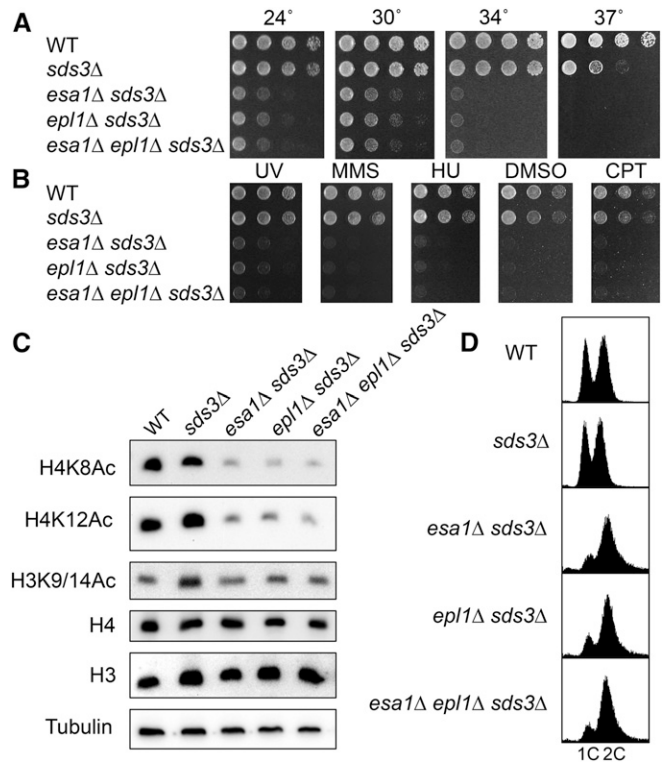 A
24° 30° 34° 37°
WT
sds3Δ
esa1Δ sds3Δ
epl1Δ sds3Δ
esa1Δ epl1Δ sds3Δ
B
UV MMS HU DMSO CPT
WT
sds3Δ
esa1Δ sds3Δ
epl1Δ sds3Δ
esa1Δ epl1Δ sds3Δ
C
WT sds3Δ esa1Δ sds3Δ epl1Δ sds3Δ esa1Δ epl1Δ sds3Δ
H4K8Ac
H4K12Ac
H3K9/14Ac
H4
H3
Tubulin
D
WT
sds3Δ
esa1Δ sds3Δ
epl1Δ sds3Δ
esa1Δ epl1Δ sds3Δ
1C 2C